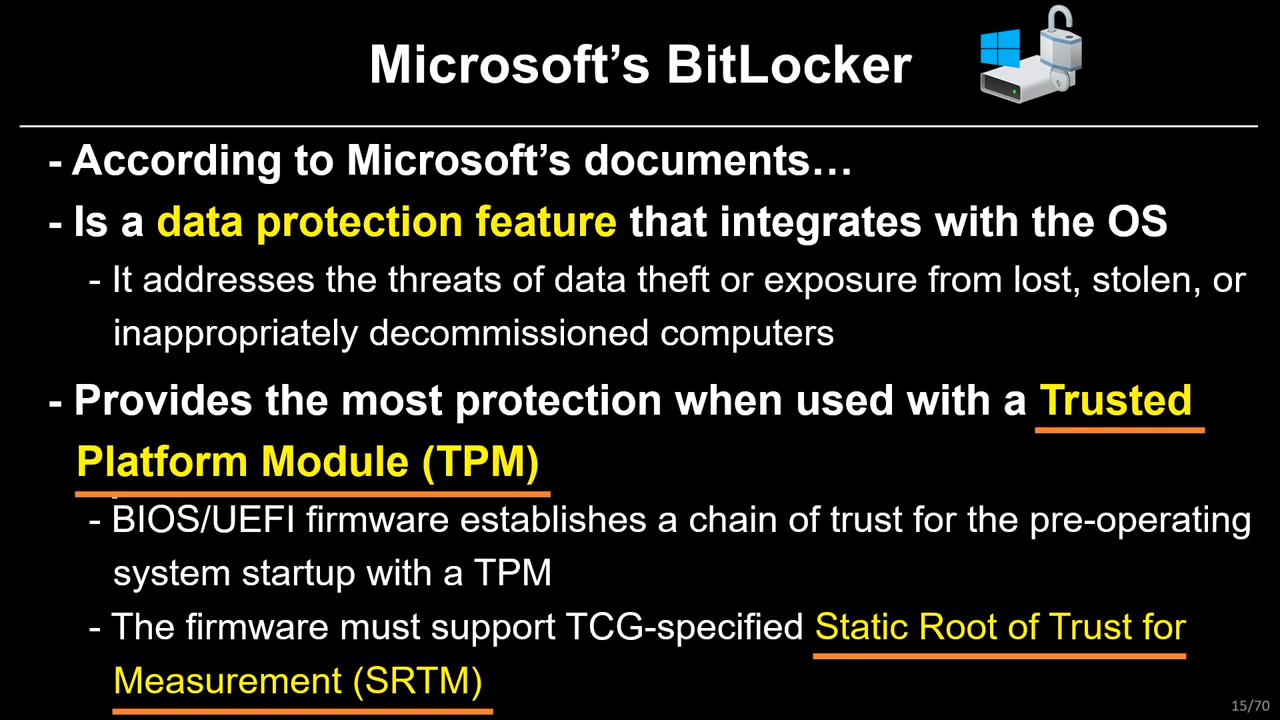 Microsoft’s BitLocker
- According to Microsoft’s documents…
- Is a data protection feature that integrates with the OS
- It addresses the threats of data theft or exposure from lost, stolen, or
inappropriately decommissioned computers
- Provides the most protection when used with a Trusted
Platform Module (TPM)
- BIOS/UEFI firmware establishes a chain of trust for the pre-operating
system startup with a TPM
- The firmware must support TCG-specified Static Root of Trust for
Measurement (SRTM)
15/70